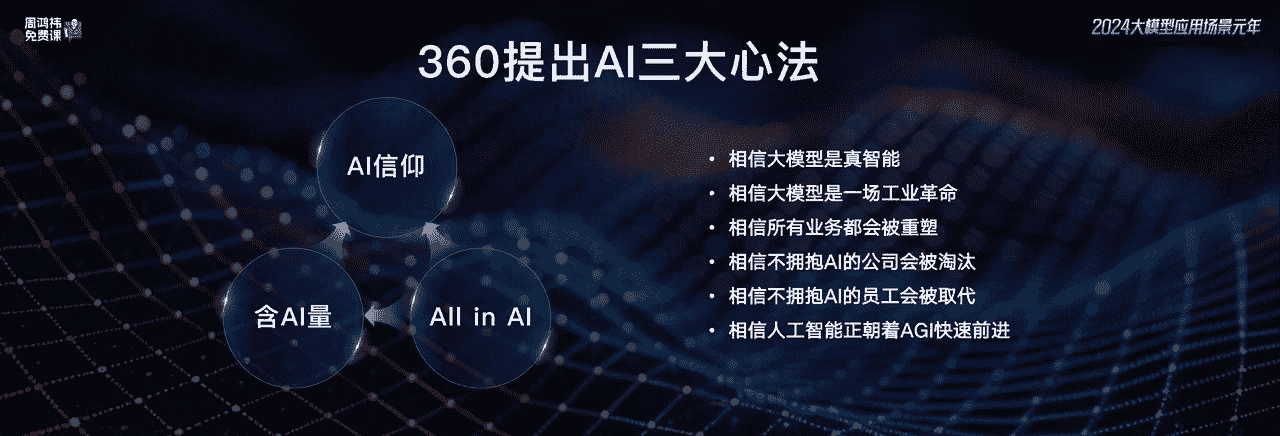 周鸿祎
免费课
2024大模型应用场景元年
360提出AI三大心法
AI信仰
含AI量
All in AI
• 相信大模型是真智能
• 相信大模型是一场工业革命
• 相信所有业务都会被重塑
• 相信不拥抱AI的公司会被淘汰
• 相信不拥抱AI的员工会被取代
• 相信人工智能正朝着AGI快速前进